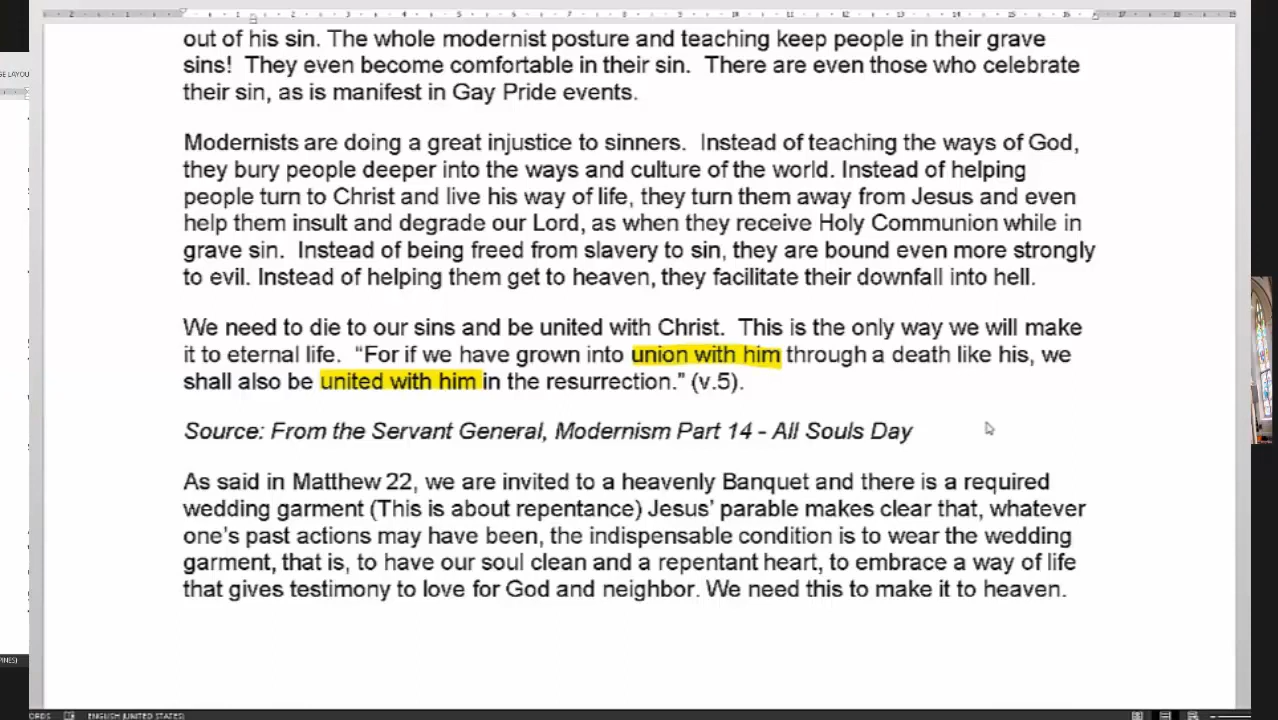 GE LAYOU
out of his sin. The whole modernist posture and teaching keep people in their grave
sins!  They even become comfortable in their sin.  There are even those who celebrate
their sin, as is manifest in Gay Pride events.
Modernists are doing a great injustice to sinners.  Instead of teaching the ways of God,
they bury people deeper into the ways and culture of the world. Instead of helping
people turn to Christ and live his way of life, they turn them away from Jesus and even
help them insult and degrade our Lord, as when they receive Holy Communion while in
grave sin.  Instead of being freed from slavery to sin, they are bound even more strongly
to evil. Instead of helping them get to heaven, they facilitate their downfall into hell.
We need to die to our sins and be united with Christ.  This is the only way we will make
it to eternal life.  “For if we have grown into union with him through a death like his, we
shall also be united with him in the resurrection.” (v.5).
Source: From the Servant General, Modernism Part 14 - All Souls Day
As said in Matthew 22, we are invited to a heavenly Banquet and there is a required
wedding garment (This is about repentance) Jesus’ parable makes clear that, whatever
one’s past actions may have been, the indispensable condition is to wear the wedding
garment, that is, to have our soul clean and a repentant heart, to embrace a way of life
that gives testimony to love for God and neighbor. We need this to make it to heaven.
PINES)
ORDS ENGLISH (UNITED STATES)